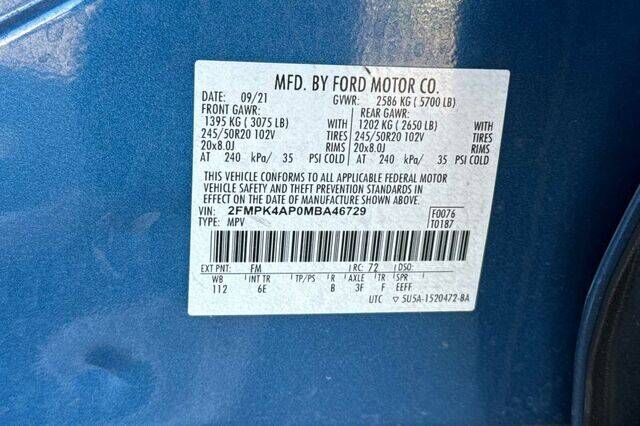 MFD. BY FORD MOTOR CO.
DATE: 09/21 GVWR: 2586 KG ( 5700 LB)
FRONT GAWR: REAR GAWR:
1395 KG ( 3075 LB) 1202 KG ( 2650 LB)
245/50R20 102V TIRES 245/50R20 102V TIRES
20x8.0J RIMS 20x8.0J RIMS
AT 240 kPa/ 35 PSI COLD AT 240 kPa/ 35 PSI COLD
THIS VEHICLE CONFORMS TO ALL APPLICABLE FEDERAL MOTOR
VEHICLE SAFETY AND THEFT PREVENTION STANDARDS IN
EFFECT ON THE DATE OF MANUFACTURE SHOWN ABOVE.
VIN: 2FMPK4AP0MBA46729 F0076
TYPE: MPV T0187
EXT PNT: FM RC: 72 DSO:
WB INT TR TP/PS R AXLE TR SPR
112 6E B 3F F EEFF
UTC ▽ 5U5A-1520472-BA